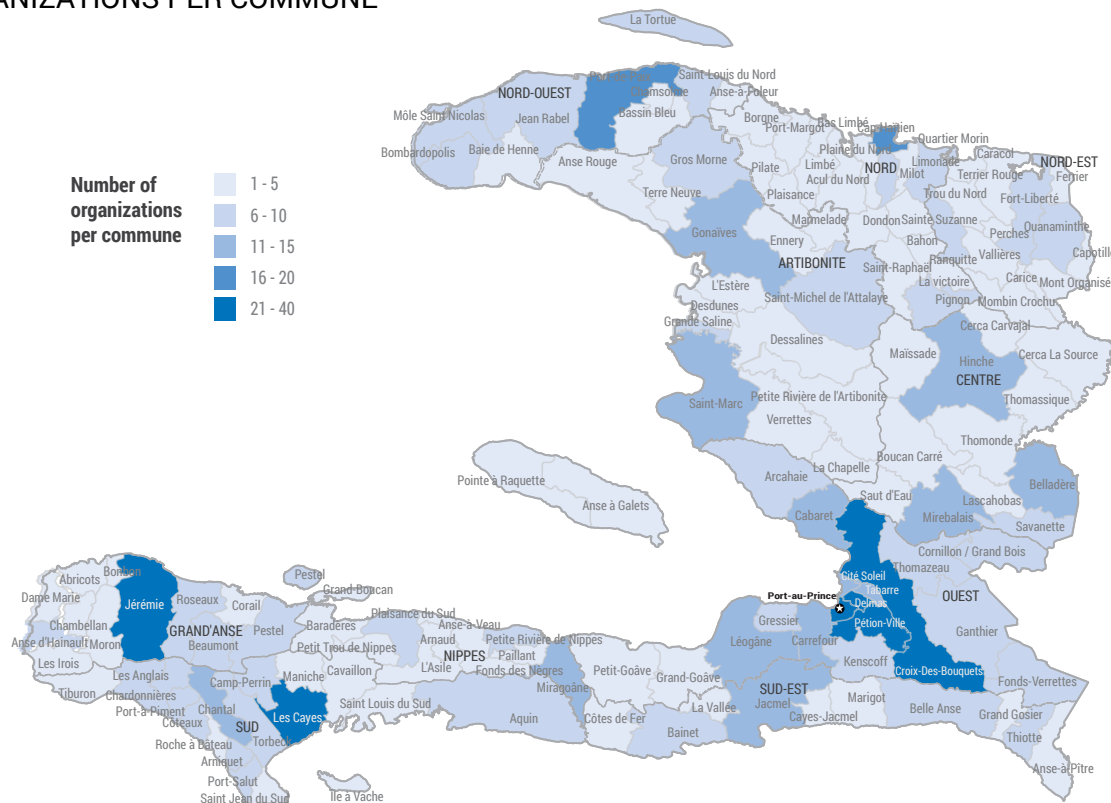 ANIZATIONS PER COMMUNE
La Tortue
Saint-Louis du Nord
NORD-OUEST
Anse-à-Foleur
Môle Saint Nicolas
Jean Rabel
Bassin Bleu
Borgne
Port-Margot
Bas Limbé
Cap-Haïtien
Quartier Morin
Bombardopolis
Baie de Henne
Anse Rouge
Gros Morne
Pilate
Limbé
Plaine du Nord
NORD
Limonade
Caracol
NORD-EST
Ferrier
Acul du Nord
Milot
Terrier Rouge
Terre Neuve
Plaisance
Trou du Nord
Fort-Liberté
Number of
organizations
per commune
1 - 5
6 - 10
11 - 15
16 - 20
21 - 40
Gonaïves
Marmelade
Dondon
Sainte Suzanne
Perches
Ouanaminthe
Ennery
Bahon
Vallières
Capotille
ARTIBONITE
Saint-Raphaël
Ranquitte
L'Estère
Saint-Michel de l'Attalaye
La victoire
Carice
Mont Organisé
Desdunes
Pignon
Mombin Crochu
Grande Saline
Cerca Carvajal
Dessalines
Maïssade
Hinche
Cerca La Source
CENTRE
Saint-Marc
Petite Rivière de l'Artibonite
Thomassique
Verrettes
Thomonde
Boucan Carré
La Chapelle
Arcahaie
Pointe à Raquette
Saut d'Eau
Belladère
Lascahobas
Anse à Galets
Cabaret
Mirebalais
Savanette
Cornillon / Grand Bois
Thomazeau
Cité Soleil
Tabarre
OUEST
Port-au-Prince
Delmas
Gressier
Pétion-Ville
Ganthier
Léogâne
Carrefour
Kenscoff
Croix-Des-Bouquets
Fonds-Verrettes
Bonbon
Abricots
Pestel
Grand Boucan
Dame Marie
Jérémie
Roseaux
Corail
Plaisance du Sud
Baradères
Anse-à-Veau
Chambellan
GRAND'ANSE
Pestel
Anse d'Hainault
Moron
Beaumont
Petit Trou de Nippes
Arnaud
Petite Rivière de Nippes
NIPPES
Paillant
Les Irois
Les Anglais
Camp-Perrin
Maniche
Cavaillon
L'Asile
Fonds des Nègres
Petit-Goâve
Grand-Goâve
Miragoâne
SUD-EST
Tiburon
Chardonnières
Chantal
Saint Louis du Sud
La Vallée
Jacmel
Marigot
Port-à-Piment
Les Cayes
Aquin
Côtes de Fer
Cayes-Jacmel
Belle Anse
Grand Gosier
Côteaux
SUD
Bainet
Thiotte
Roche à Bâteau
Torbeck
Arniquet
Anse-à-Pître
Port-Salut
Saint Jean du Sud
Ile à Vache